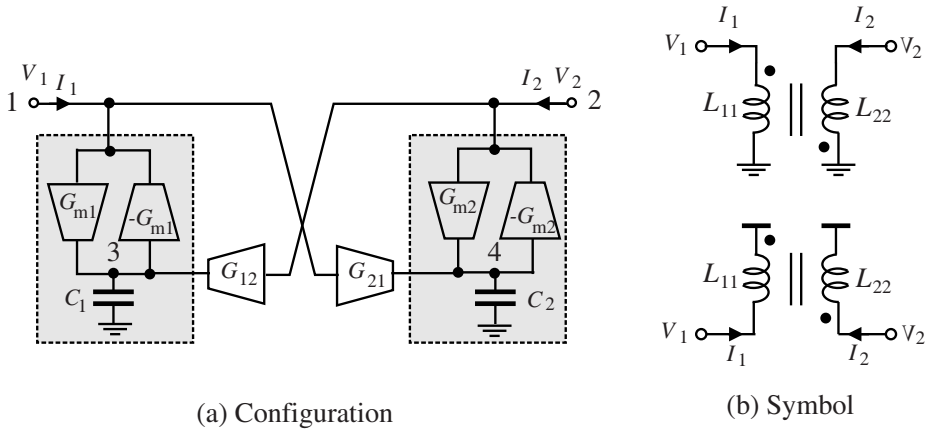 V1 I1
1
I2 V2
2
Gm1 -Gm1
Gm2 -Gm2
3
4
G12 G21
C1
C2
(a) Configuration
I1 I2
V1 V2
L11 L22
L11 L22
V1 V2
I1 I2
(b) Symbol